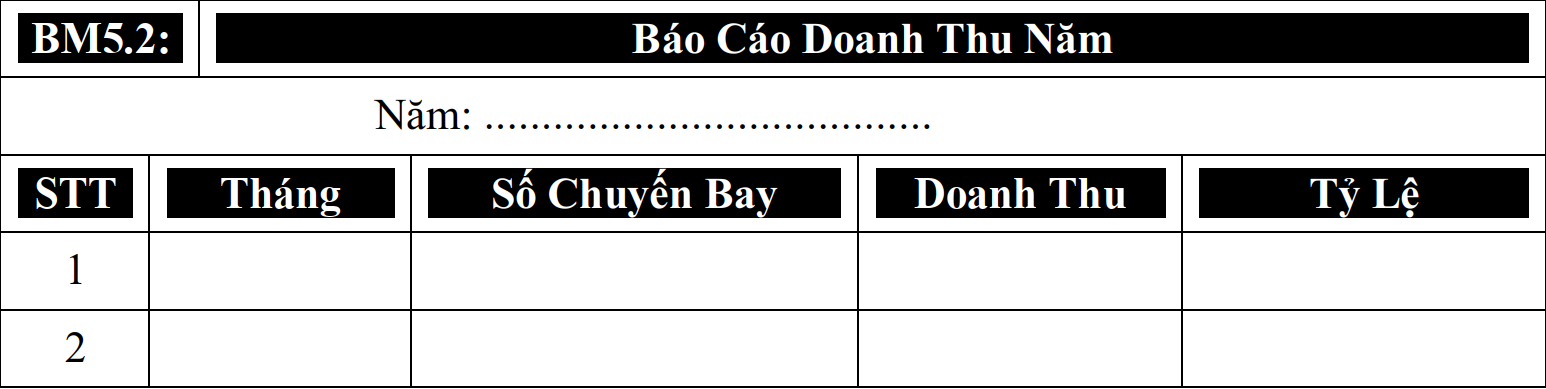 BM5.2: Báo Cáo Doanh Thu Năm
Năm: .......................................
STT Tháng Số Chuyến Bay Doanh Thu Tỷ Lệ
1
2